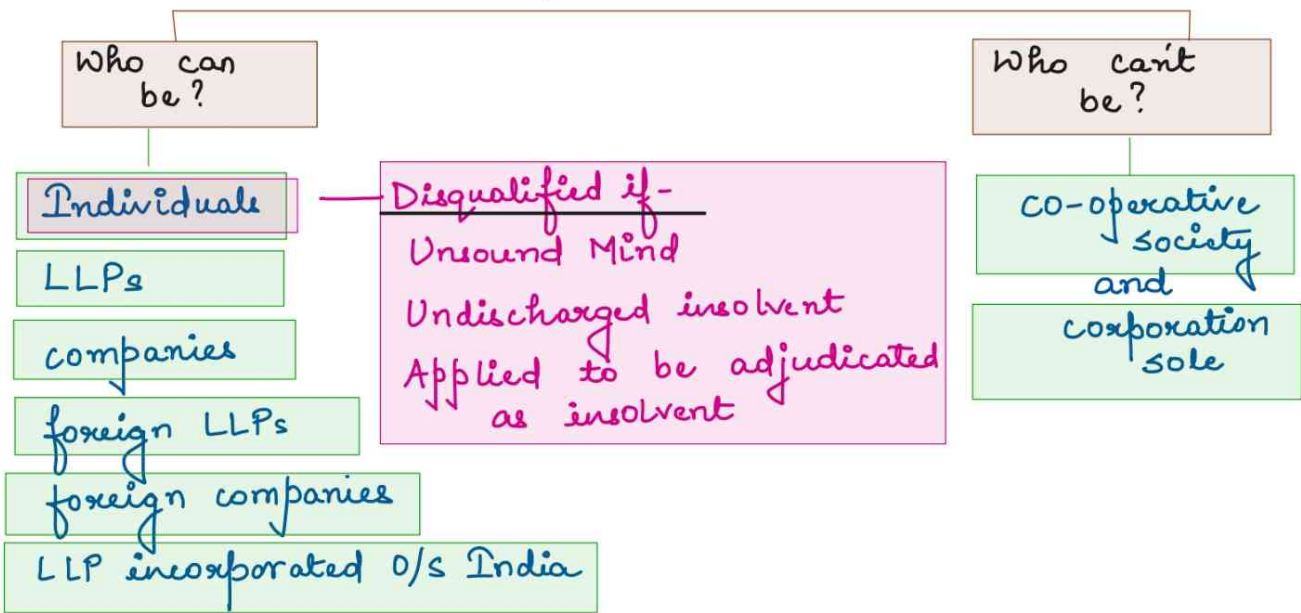 Who can
be?
Individuals
LLPs
companies
foreign LLPs
foreign companies
LLP incorporated O/S India
Disqualified if-
Unsound Mind
Undischarged insolvent
Applied to be adjudicated
as insolvent
Who can't
be?
co-operative
society
and
corporation
sole